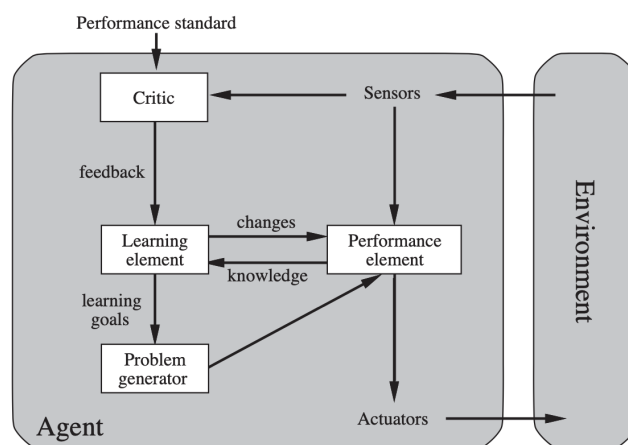 Performance standard
Critic
Sensors
feedback
changes
Learning
element
Performance
element
knowledge
learning
goals
Problem
generator
Agent
Actuators
Environment